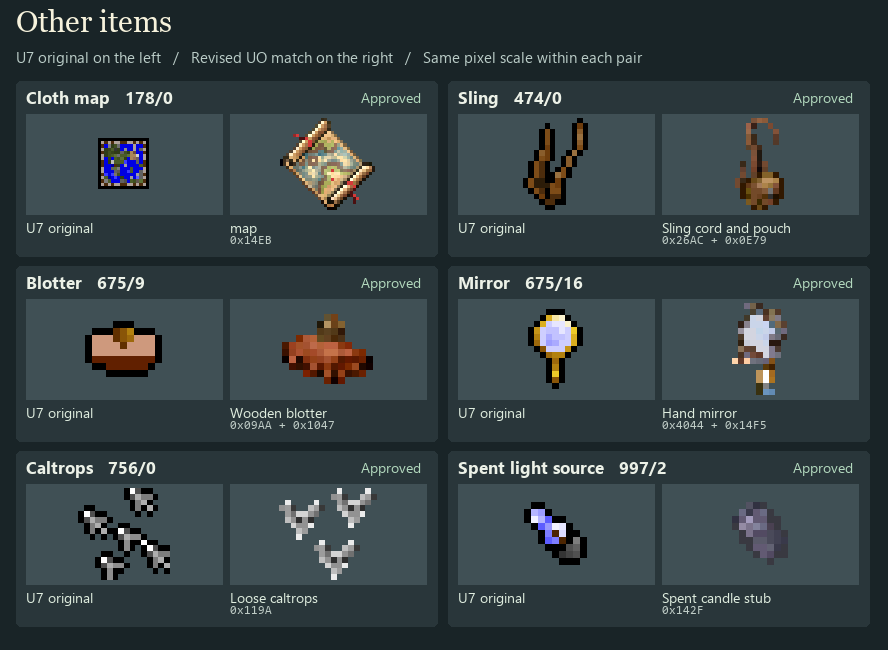 Other items
U7 original on the left / Revised UO match on the right / Same pixel scale within each pair
Cloth map 178/0 Approved
U7 original
map
0x14EB
Sling 474/0 Approved
U7 original
Sling cord and pouch
0x26AC + 0x0E79
Blotter 675/9 Approved
U7 original
Wooden blotter
0x09AA + 0x1047
Mirror 675/16 Approved
U7 original
Hand mirror
0x4044 + 0x14F5
Caltrops 756/0 Approved
U7 original
Loose caltrops
0x119A
Spent light source 997/2 Approved
U7 original
Spent candle stub
0x142F